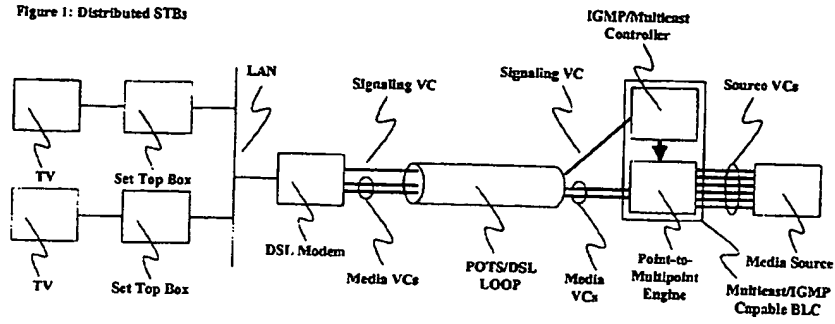 Figure 1: Distributed STBs
IGMP/Multicast
Controller
LAN
Signaling VC
Signaling VC
Source VCs
TV
Set Top Box
DSL Modem
Media VCs
POTS/DSL
LOOP
Media
VCs
Point-to-
Multipoint
Engine
Media Source
Multicast/IGMP
Capable BLC
TV
Set Top Box